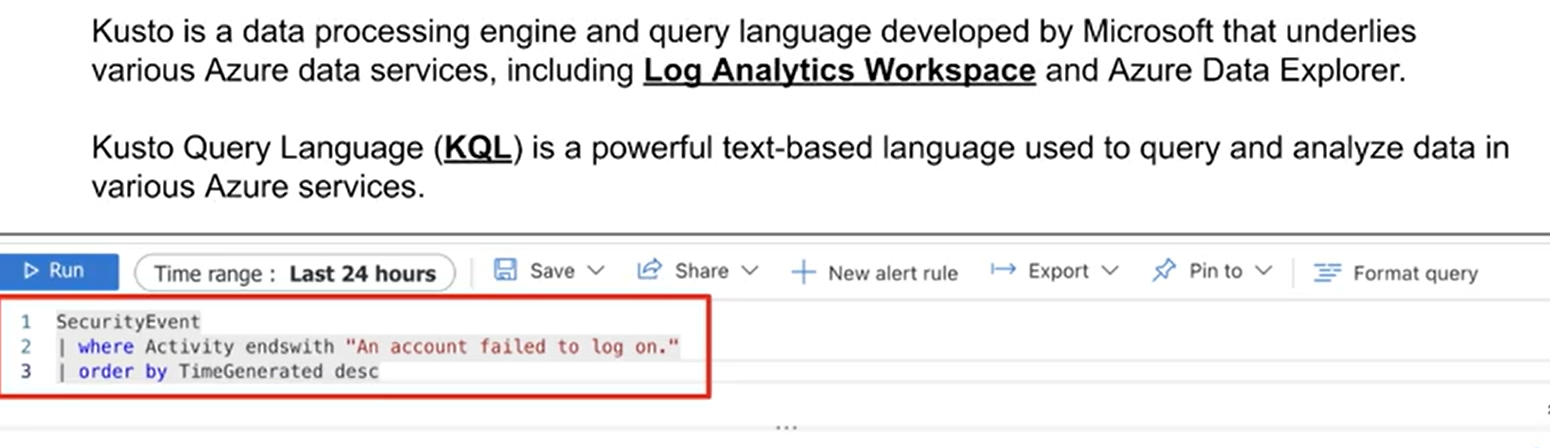 Kusto is a data processing engine and query language developed by Microsoft that underlies
various Azure data services, including Log Analytics Workspace and Azure Data Explorer.
Kusto Query Language (KQL) is a powerful text-based language used to query and analyze data in
various Azure services.
Run Time range : Last 24 hours Save Share New alert rule Export Pin to Format query
1 SecurityEvent
2 | where Activity endswith "An account failed to log on."
3 | order by TimeGenerated desc
...